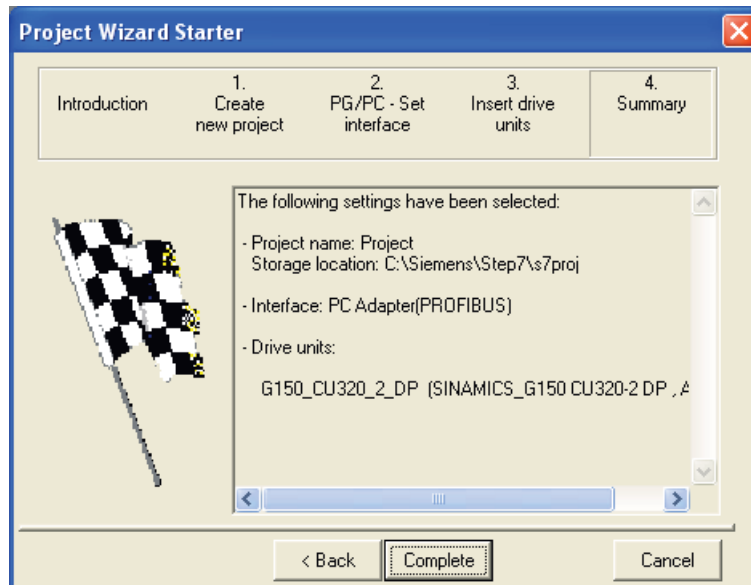 Project Wizard Starter
Introduction
1.
Create
new project
2.
PG/PC - Set
interface
3.
Insert drive
units
4.
Summary
The following settings have been selected:
- Project name: Project
Storage location: C:\Siemens\Step7\s7proj
- Interface: PC Adapter(PROFIBUS)
- Drive units:
G150_CU320_2_DP (SINAMICS_G150 CU320-2 DP , A
< Back
Complete
Cancel